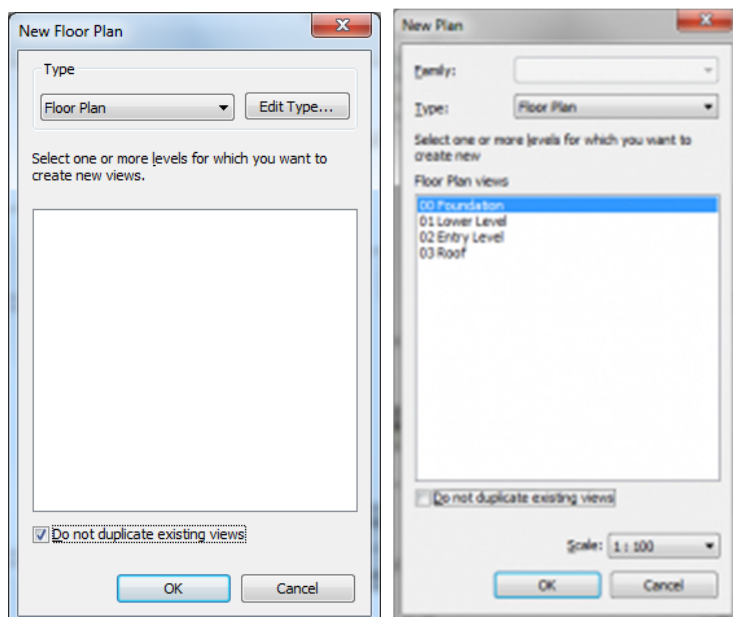 New Floor Plan
Type
Floor Plan
Edit Type...
Select one or more levels for which you want to
create new views.
Do not duplicate existing views
OK
Cancel
New Plan
Family:
Type:
Floor Plan
Select one or more levels for which you want to
create new
Floor Plan views
00 Foundation
01 Lower Level
02 Entry Level
03 Roof
Do not duplicate existing views
Scale:
1 : 100
OK
Cancel